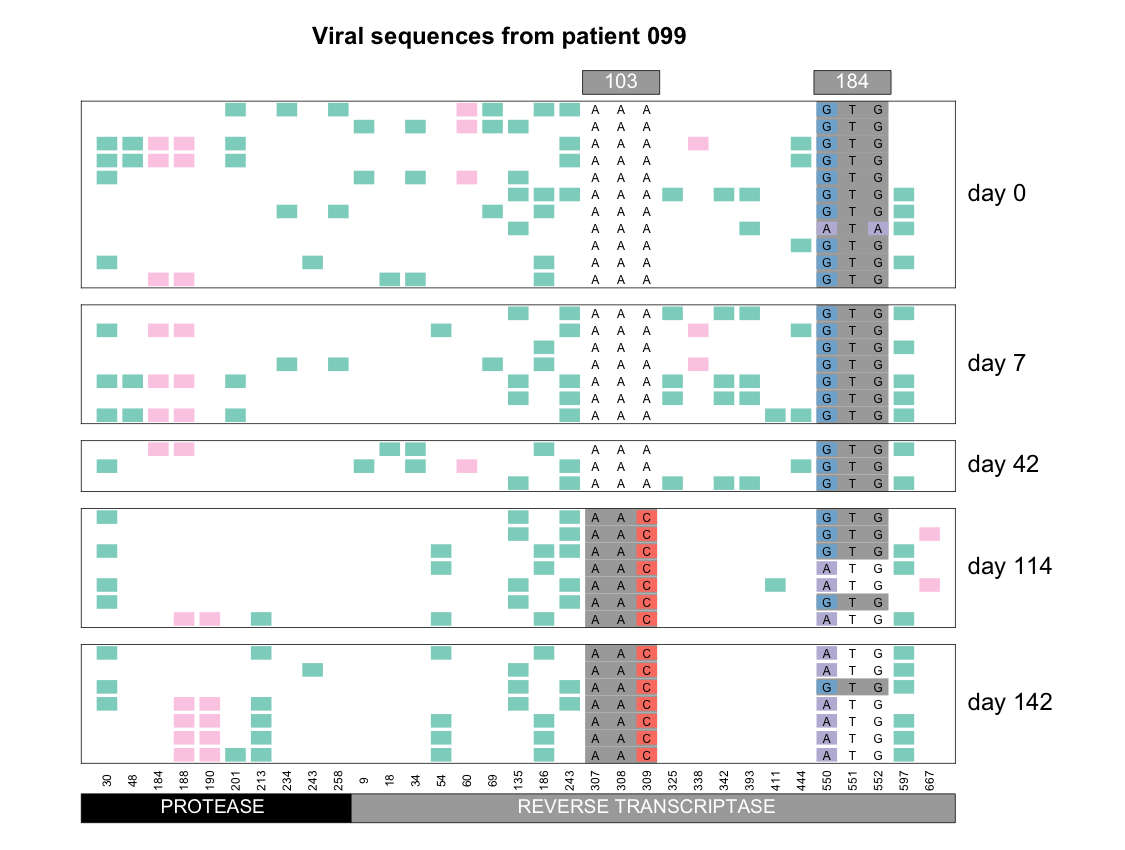 Viral sequences from patient 099
103 184
A A A G T G
A A A G T G
A A A G T G
A A A G T G
A A A G T G
A A A G T G
A A A G T G
A A A A T A
A A A G T G
A A A G T G
A A A G T G
day 0
A A A G T G
A A A G T G
A A A G T G
A A A G T G
A A A G T G
A A A G T G
A A A G T G
day 7
A A A G T G
A A A G T G
A A A G T G
day 42
A A C G T G
A A C G T G
A A C G T G
A A C A T G
A A C A T G
A A C G T G
A A C A T G
day 114
A A C A T G
A A C A T G
A A C G T G
A A C A T G
A A C A T G
A A C A T G
A A C A T G
day 142
30 48 184 188 190 201 213 234 243 258 9 18 34 54 60 69 135 186 243 307 308 309 325 338 342 393 411 444 550 551 552 597 667
PROTEASE REVERSE TRANSCRIPTASE